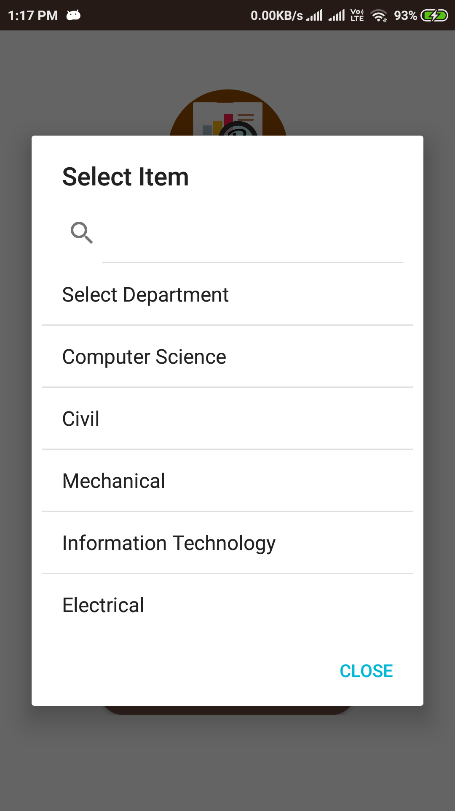 1:17 PM 0.00KB/s Vo) LTE 93%
Select Item
Select Department
Computer Science
Civil
Mechanical
Information Technology
Electrical
CLOSE